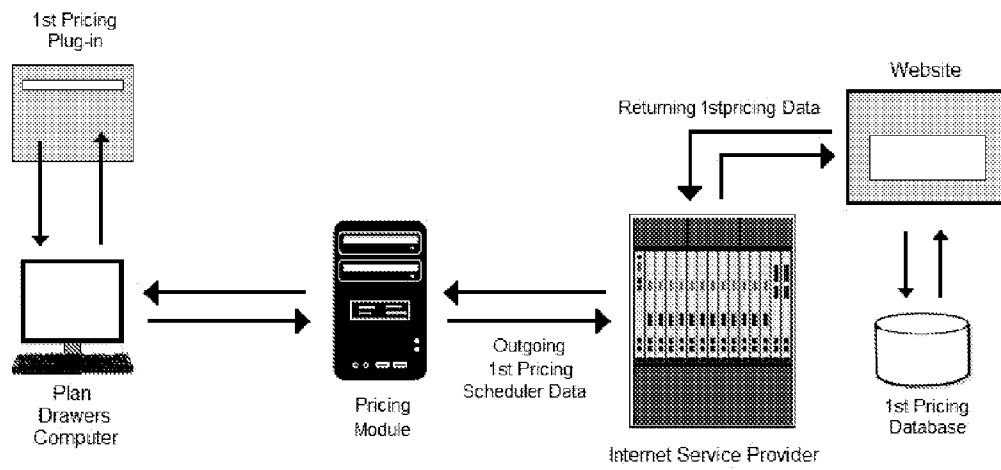 1st Pricing
Plug-in
Website
Returning 1stpricing Data
Outgoing
1st Pricing
Scheduler Data
Plan
Drawers
Computer
Pricing
Module
1st Pricing
Database
Internet Service Provider